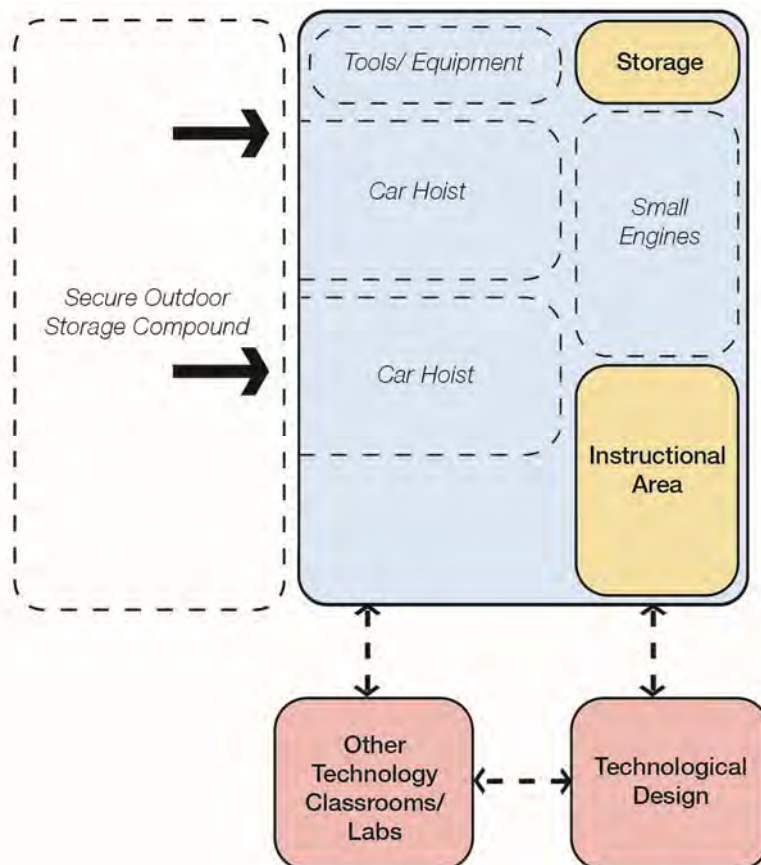 Tools/ Equipment
Storage
Car Hoist
Small
Engines
Secure Outdoor
Storage Compound
Car Hoist
Instructional
Area
Other
Technology
Classrooms/
Labs
Technological
Design